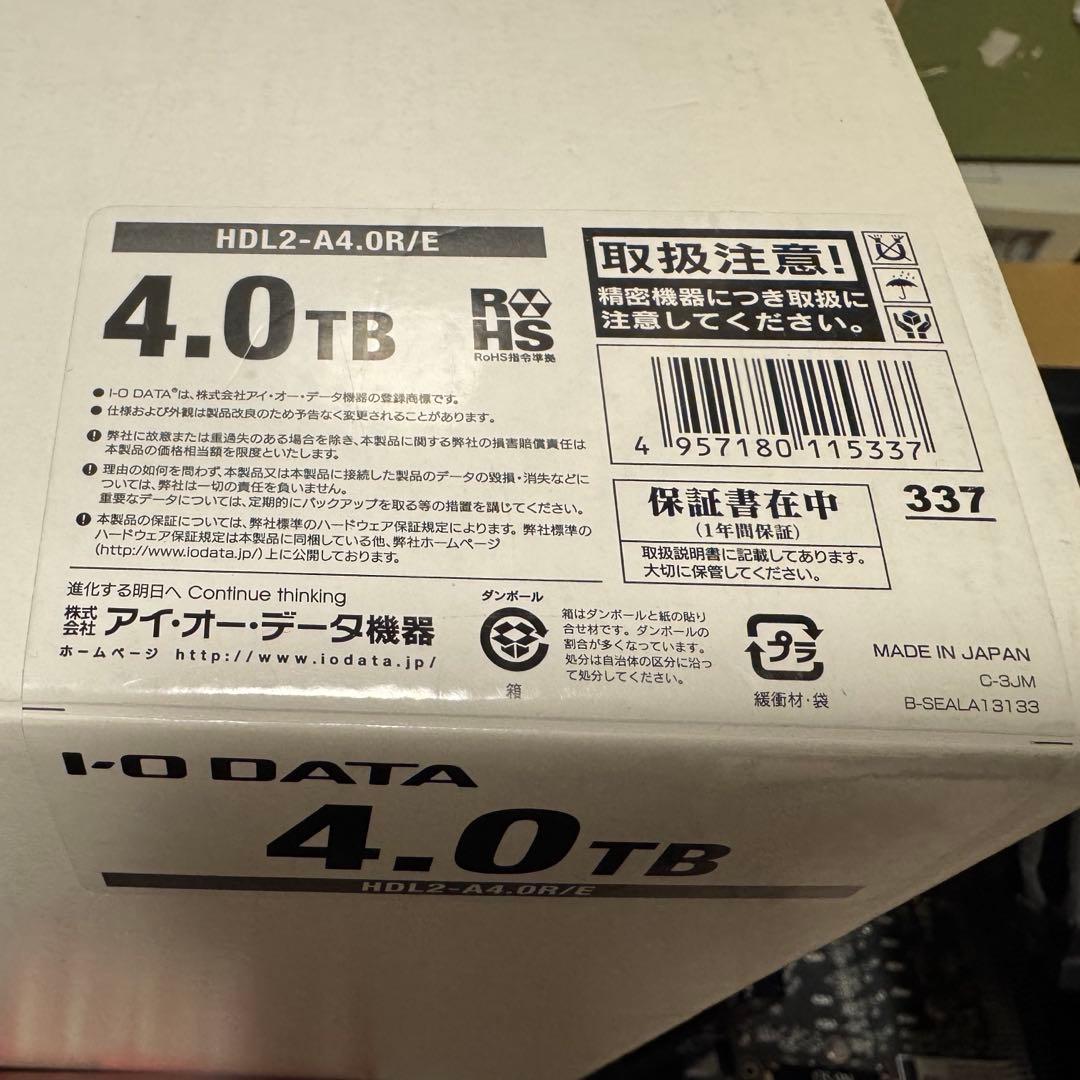 HDL2-A4.0R/E
4.0TB
RoHS
RoHS指令準拠
● I-O DATA®は、株式会社アイ・オー・データ機器の登録商標です。
● 仕様および外観は製品改良のため予告なく変更されることがあります。
弊社に故意または重過失のある場合を除き、本製品に関する弊社の損害賠償責任は
本製品の価格相当額を限度といたします。
理由の如何を問わず、本製品又は本製品に接続した製品のデータの毀損・消失などに
ついては、弊社は一切の責任を負いません。
重要なデータについては、定期的にバックアップを取る等の措置を講じてください。
本製品の保証については、弊社標準のハードウェア保証規定によります。弊社標準の
ハードウェア保証規定は本製品に同梱している他、弊社ホームページ
(http://www.iodata.jp/)上に公開しております。
進化する明日へ Continue thinking
株式会社 アイ・オー・データ機器
ホームページ http://www.iodata.jp/
取扱注意!
精密機器につき取扱に
注意してください。
4 957180 115337
保証書在中
(1年間保証)
取扱説明書に記載してあります。
大切に保管してください。
337
ダンボール
箱
箱はダンボールと紙の貼り
合せ材です。ダンボールの
割合が多くなっています。
処分は自治体の区分に沿っ
て処分してください。
プラ
緩衝材・袋
MADE IN JAPAN
C-3JM
B-SEALA13133
I-O DATA
4.0TB
HDL2-A4.0R/E